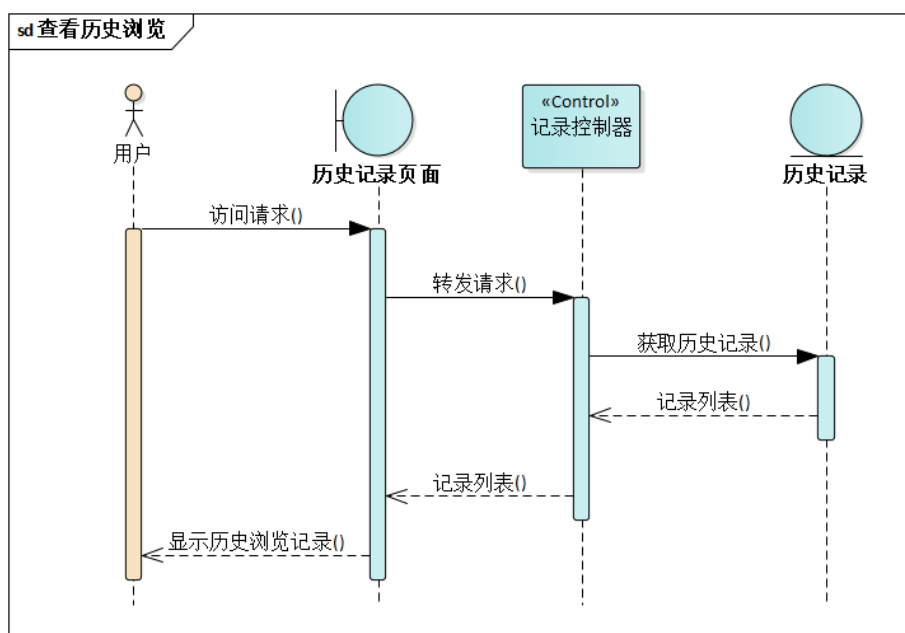 sd 查看历史浏览
«Control»
记录控制器
用户
历史记录页面
历史记录
访问请求()
转发请求()
获取历史记录()
记录列表()
记录列表()
显示历史浏览记录()